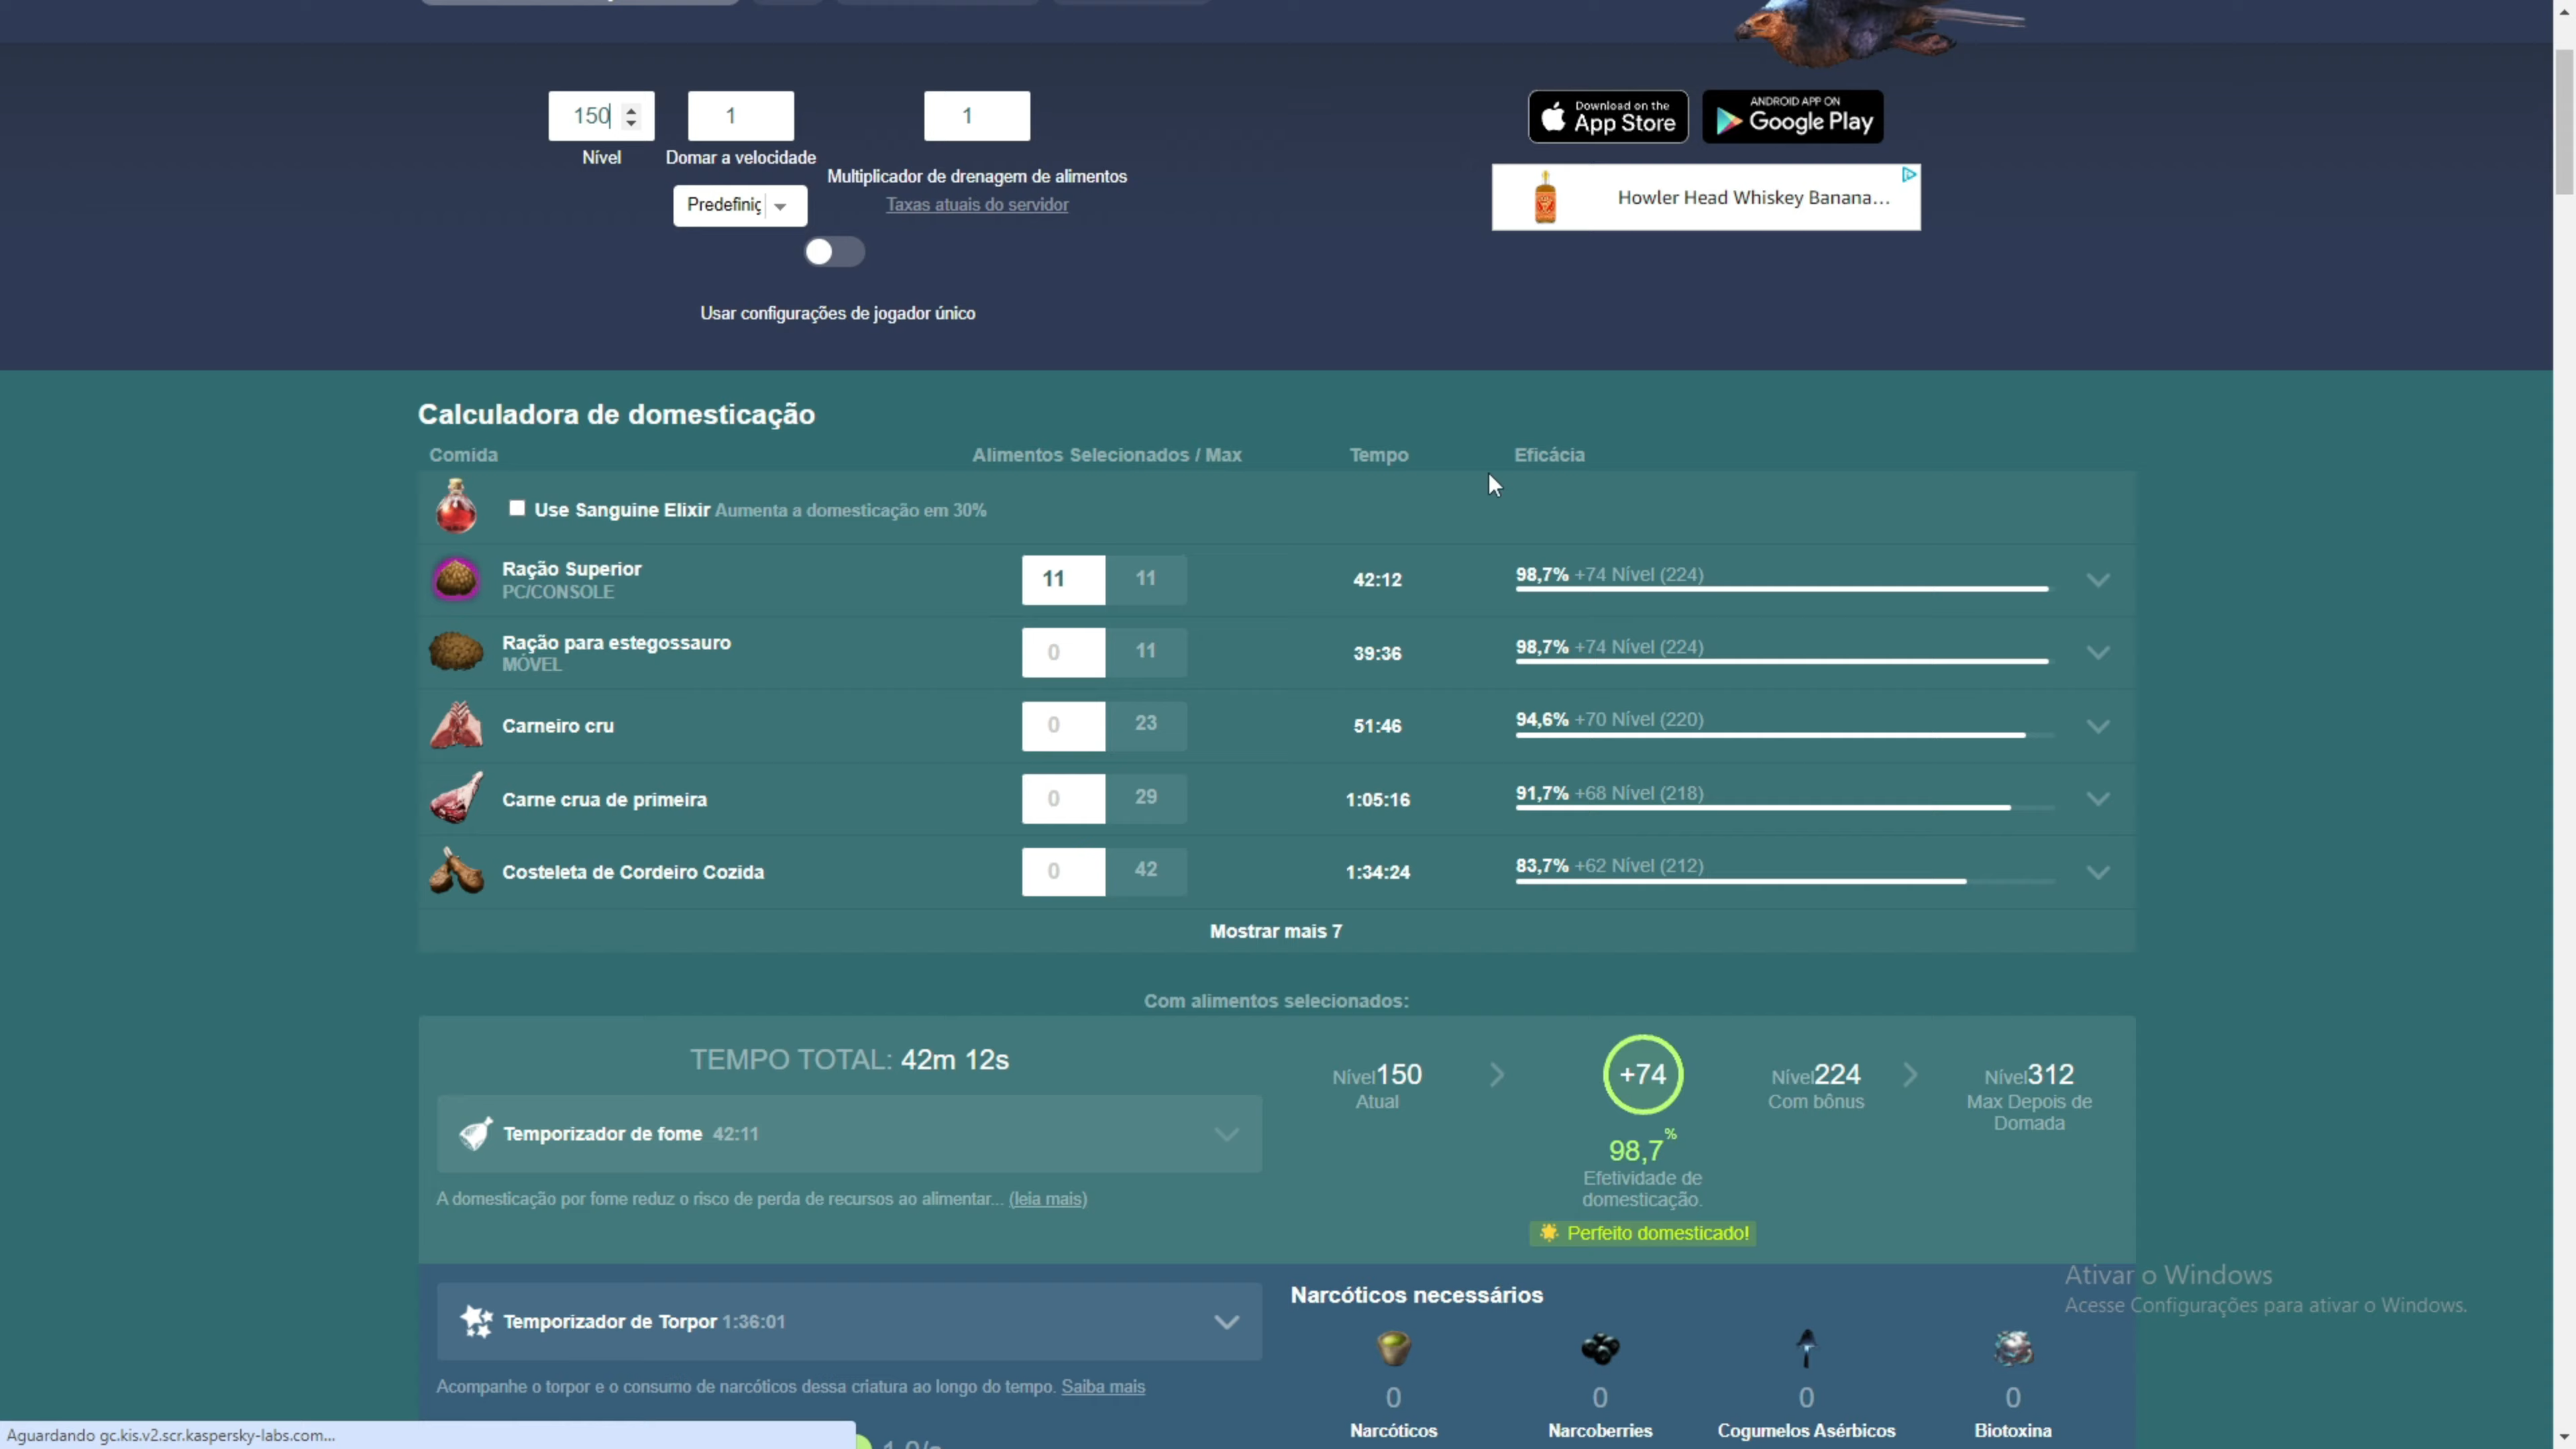 150
1
1
Nível
Domar a velocidade
Multiplicador de drenagem de alimentos
Predefiniç
Taxas atuais do servidor
Usar configurações de jogador único
Download on the
App Store
ANDROID APP ON
Google Play
Howler Head Whiskey Banana...
Calculadora de domesticação
Comida
Alimentos Selecionados / Max
Tempo
Eficácia
Use Sanguine Elixir Aumenta a domesticação em 30%
Ração Superior
PC/CONSOLE
11
11
42:12
98,7% +74 Nível (224)
Ração para estegossauro
MÓVEL
0
11
39:36
98,7% +74 Nível (224)
Carneiro cru
0
23
51:46
94,6% +70 Nível (220)
Carne crua de primeira
0
29
1:05:16
91,7% +68 Nível (218)
Costeleta de Cordeiro Cozida
0
42
1:34:24
83,7% +62 Nível (212)
Mostrar mais 7
Com alimentos selecionados:
TEMPO TOTAL: 42m 12s
Temporizador de fome 42:11
A domesticação por fome reduz o risco de perda de recursos ao alimentar... (leia mais)
Nível150
Atual
+74
98,7%
Efetividade de
domesticação.
Perfeito domesticado!
Nível224
Com bônus
Nível312
Max Depois de
Domada
Temporizador de Torpor 1:36:01
Acompanhe o torpor e o consumo de narcóticos dessa criatura ao longo do tempo. Saiba mais
Narcóticos necessários
0
Narcóticos
0
Narcoberries
0
Cogumelos Asérbicos
0
Biotoxina
Ativar o Windows
Acesse Configurações para ativar o Windows.
Aguardando gc.kis.v2.scr.kaspersky-labs.com...